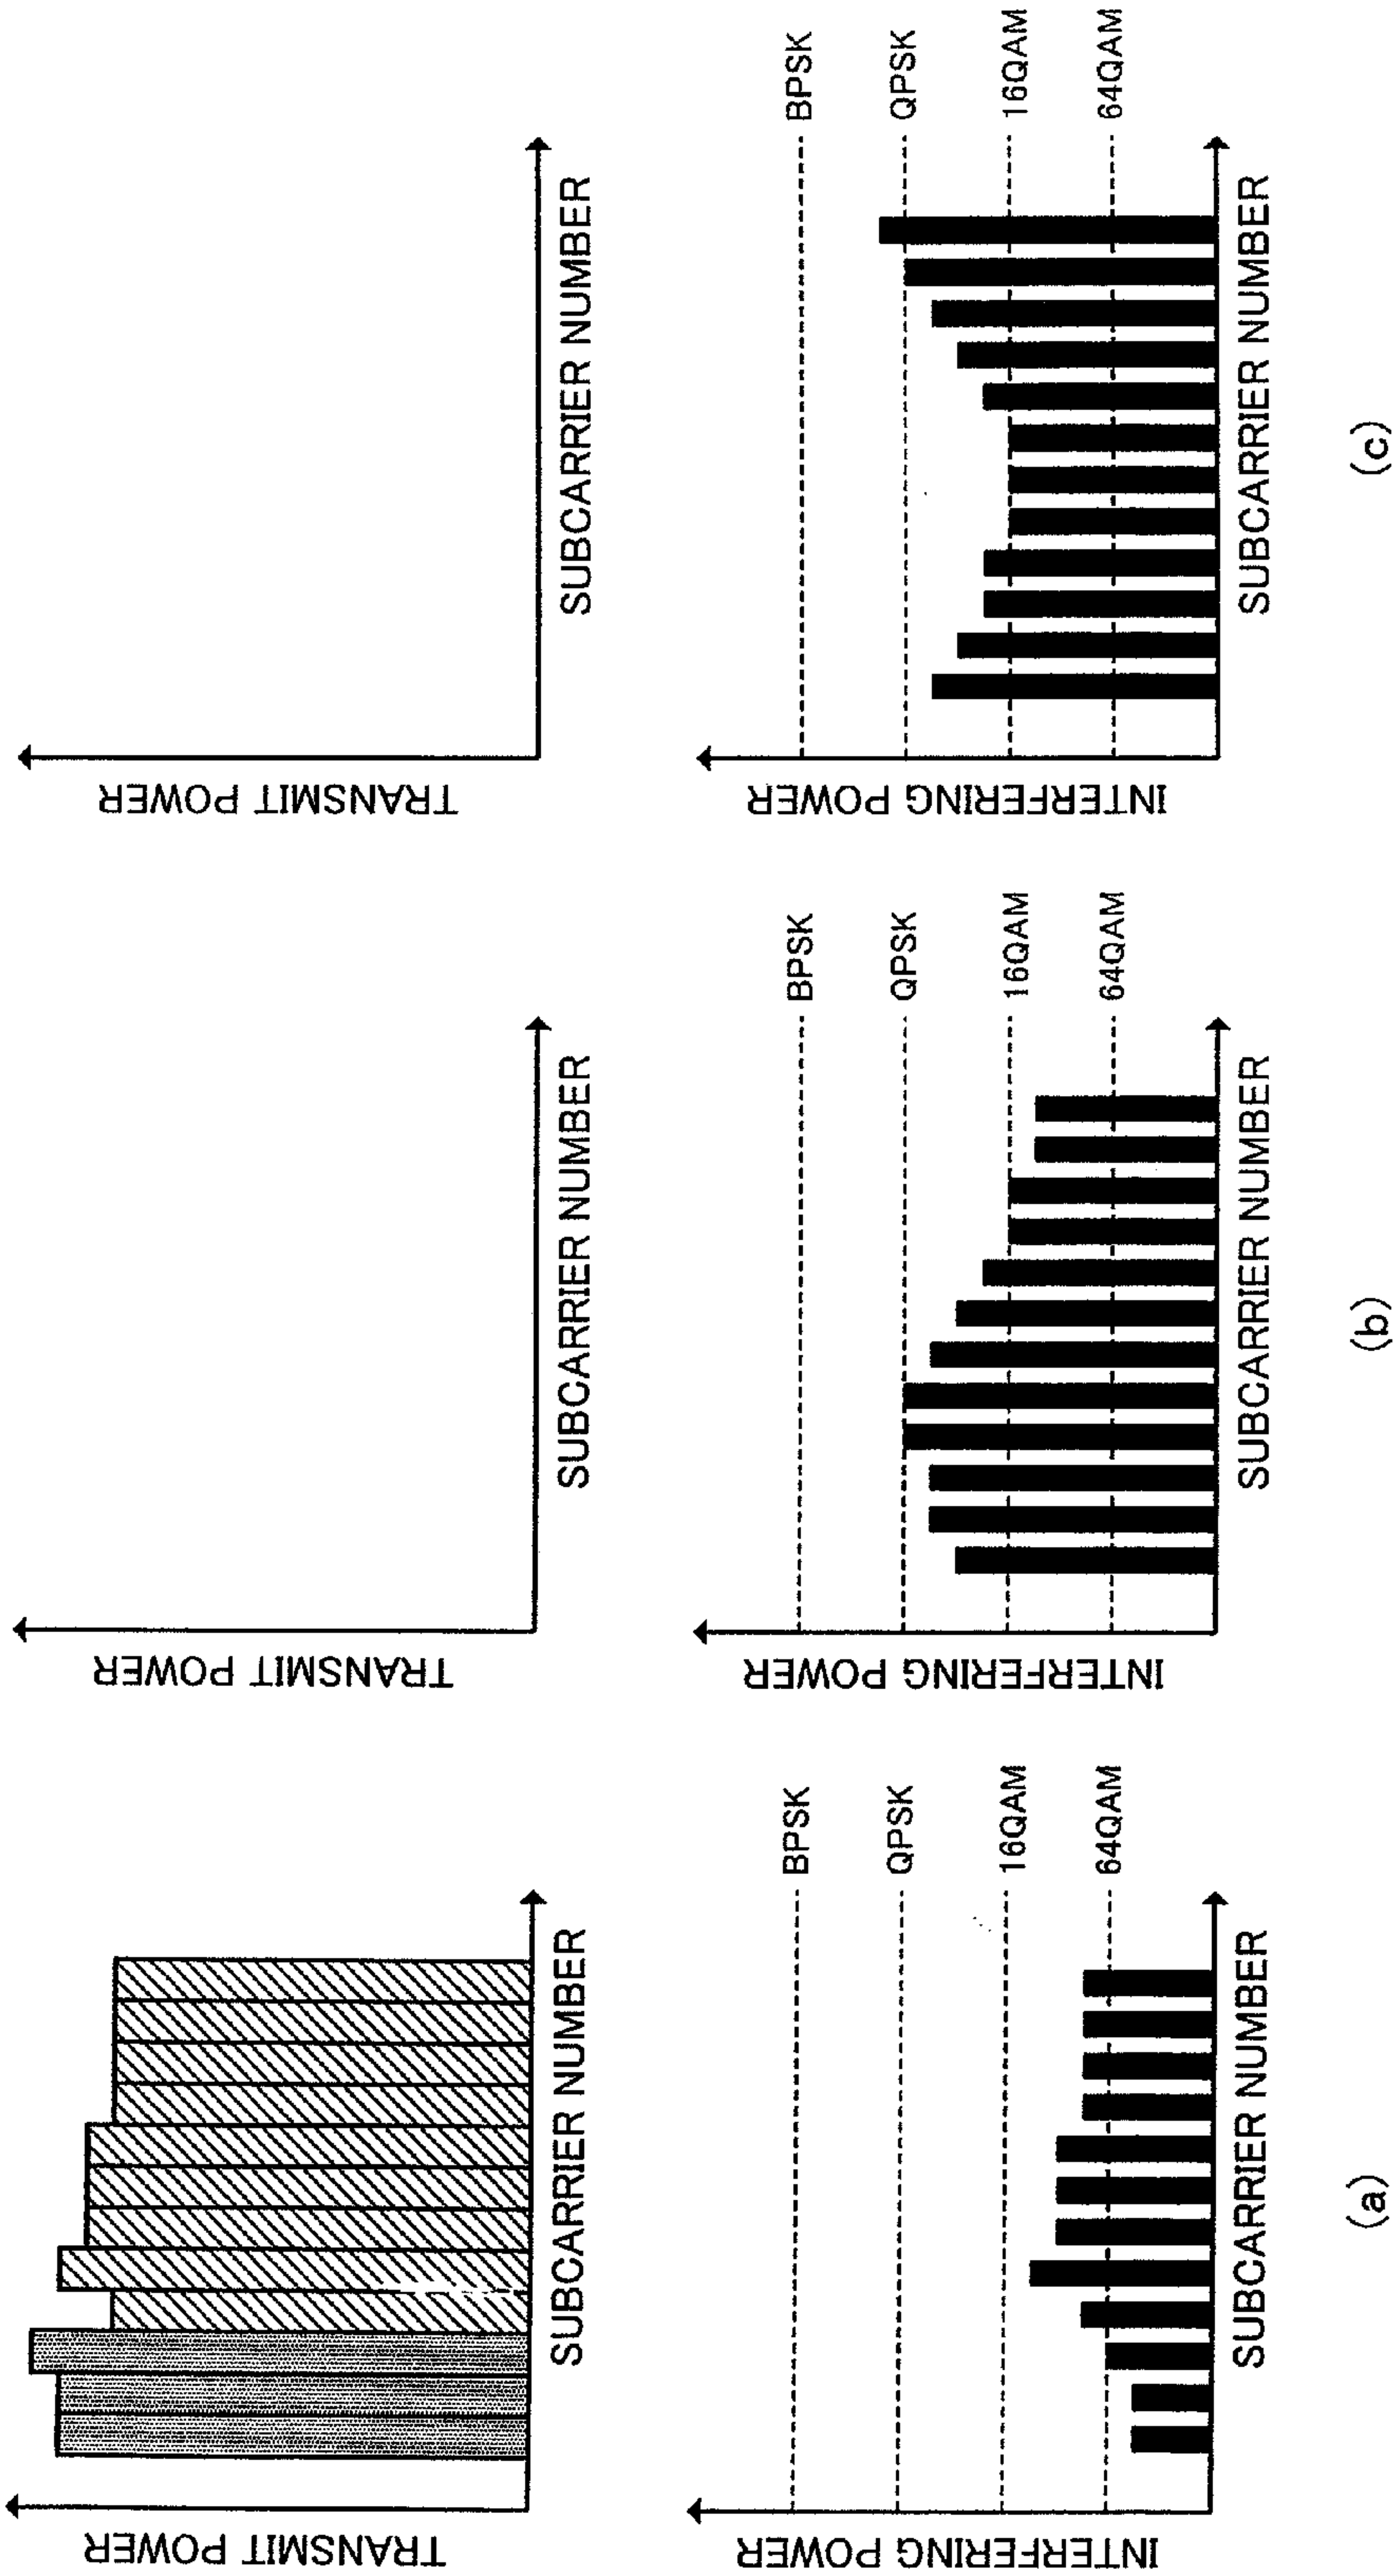 TRANSMIT POWER
SUBCARRIER NUMBER
INTERFERING POWER
BPSK
QPSK
16QAM
64QAM
SUBCARRIER NUMBER
(a)
TRANSMIT POWER
SUBCARRIER NUMBER
INTERFERING POWER
BPSK
QPSK
16QAM
64QAM
SUBCARRIER NUMBER
(b)
TRANSMIT POWER
SUBCARRIER NUMBER
INTERFERING POWER
BPSK
QPSK
16QAM
64QAM
SUBCARRIER NUMBER
(c)